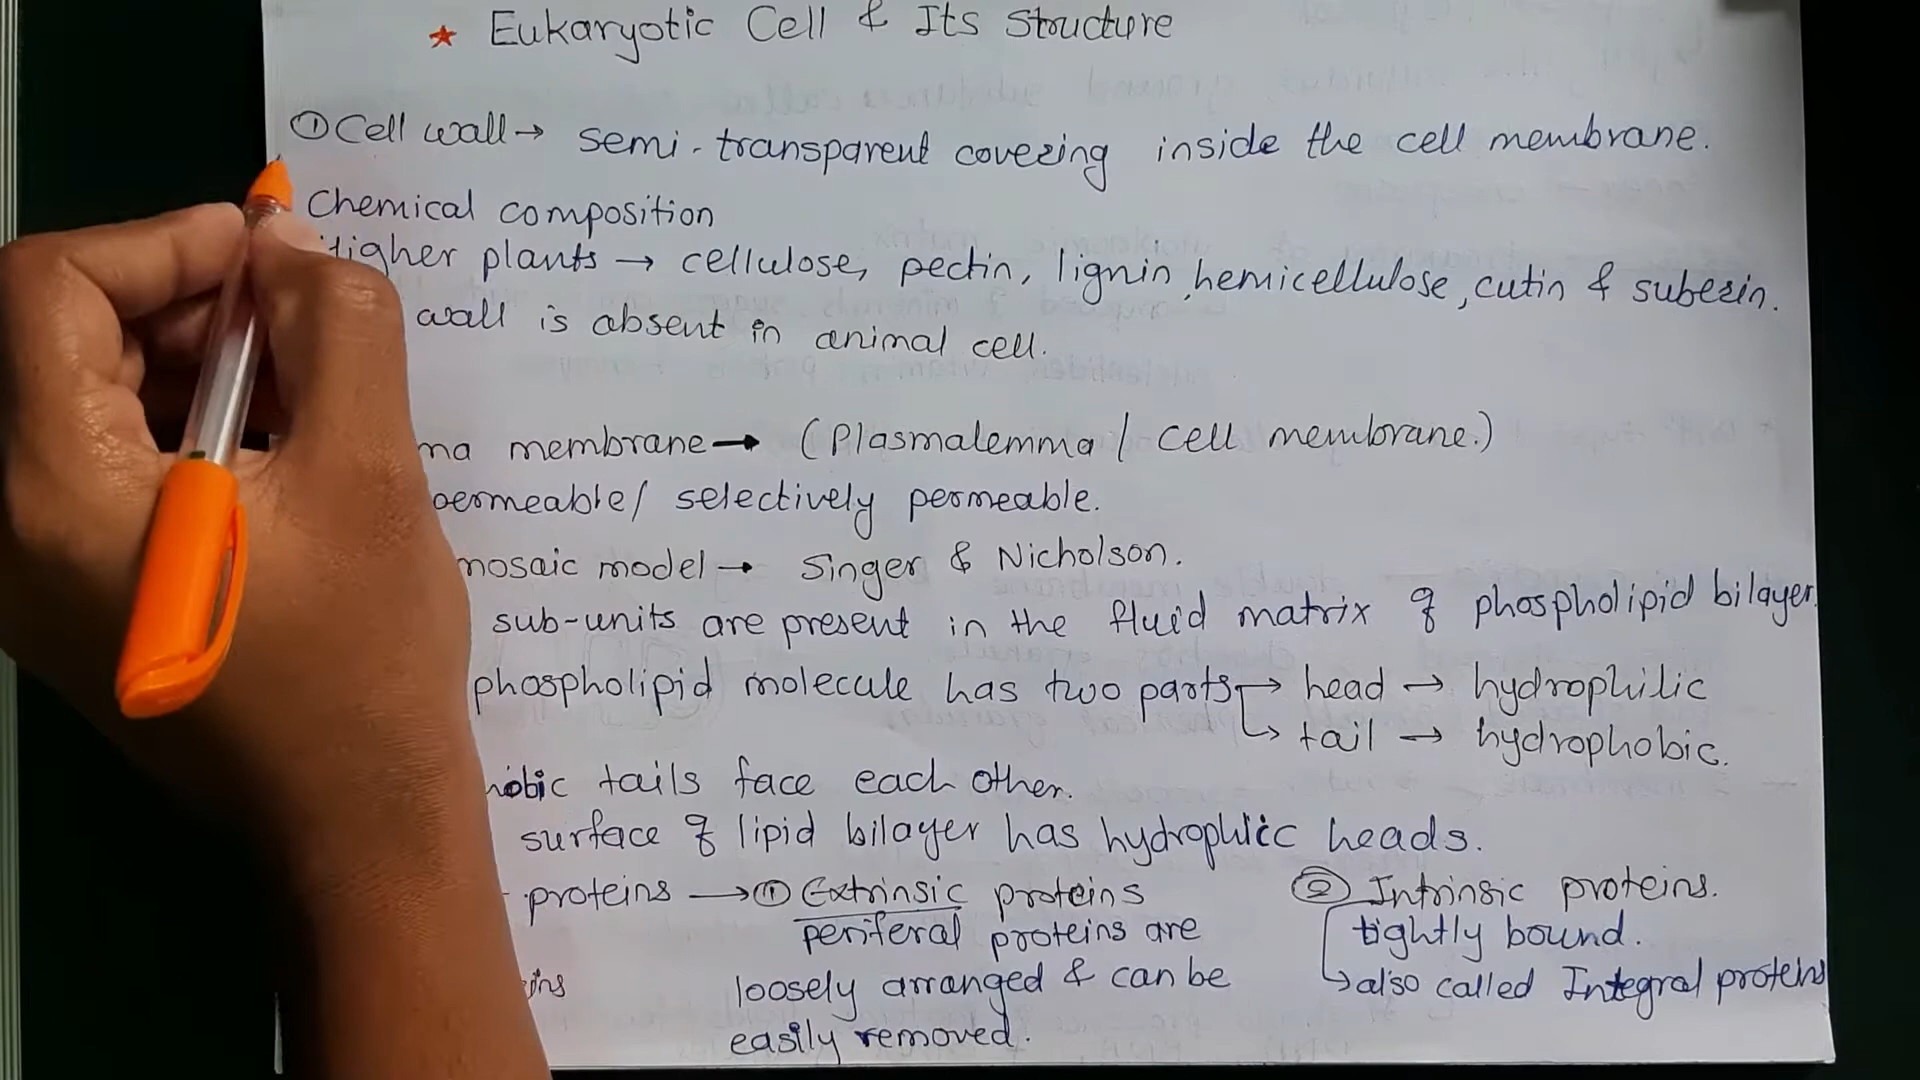 ★ Eukaryotic Cell & Its Structure
① Cell wall → semi-transparent covering inside the cell membrane.
Chemical composition
Higher plants → cellulose, pectin, lignin, hemicellulose, cutin & suberin.
wall is absent in animal cell.
membrane → (Plasmalemma / cell membrane.)
permeable/ selectively permeable.
mosaic model → Singer & Nicholson.
sub-units are present in the fluid matrix of phospholipid bilayer.
phospholipid molecule has two parts → head → hydrophilic
↳ tail → hydrophobic.
tails face each other.
surface of lipid bilayer has hydrophlic heads.
proteins → ① Extrinsic proteins ② Intrinsic proteins.
periferal proteins are tightly bound.
loosely arranged & can be ↳ also called Integral proteins
easily removed.